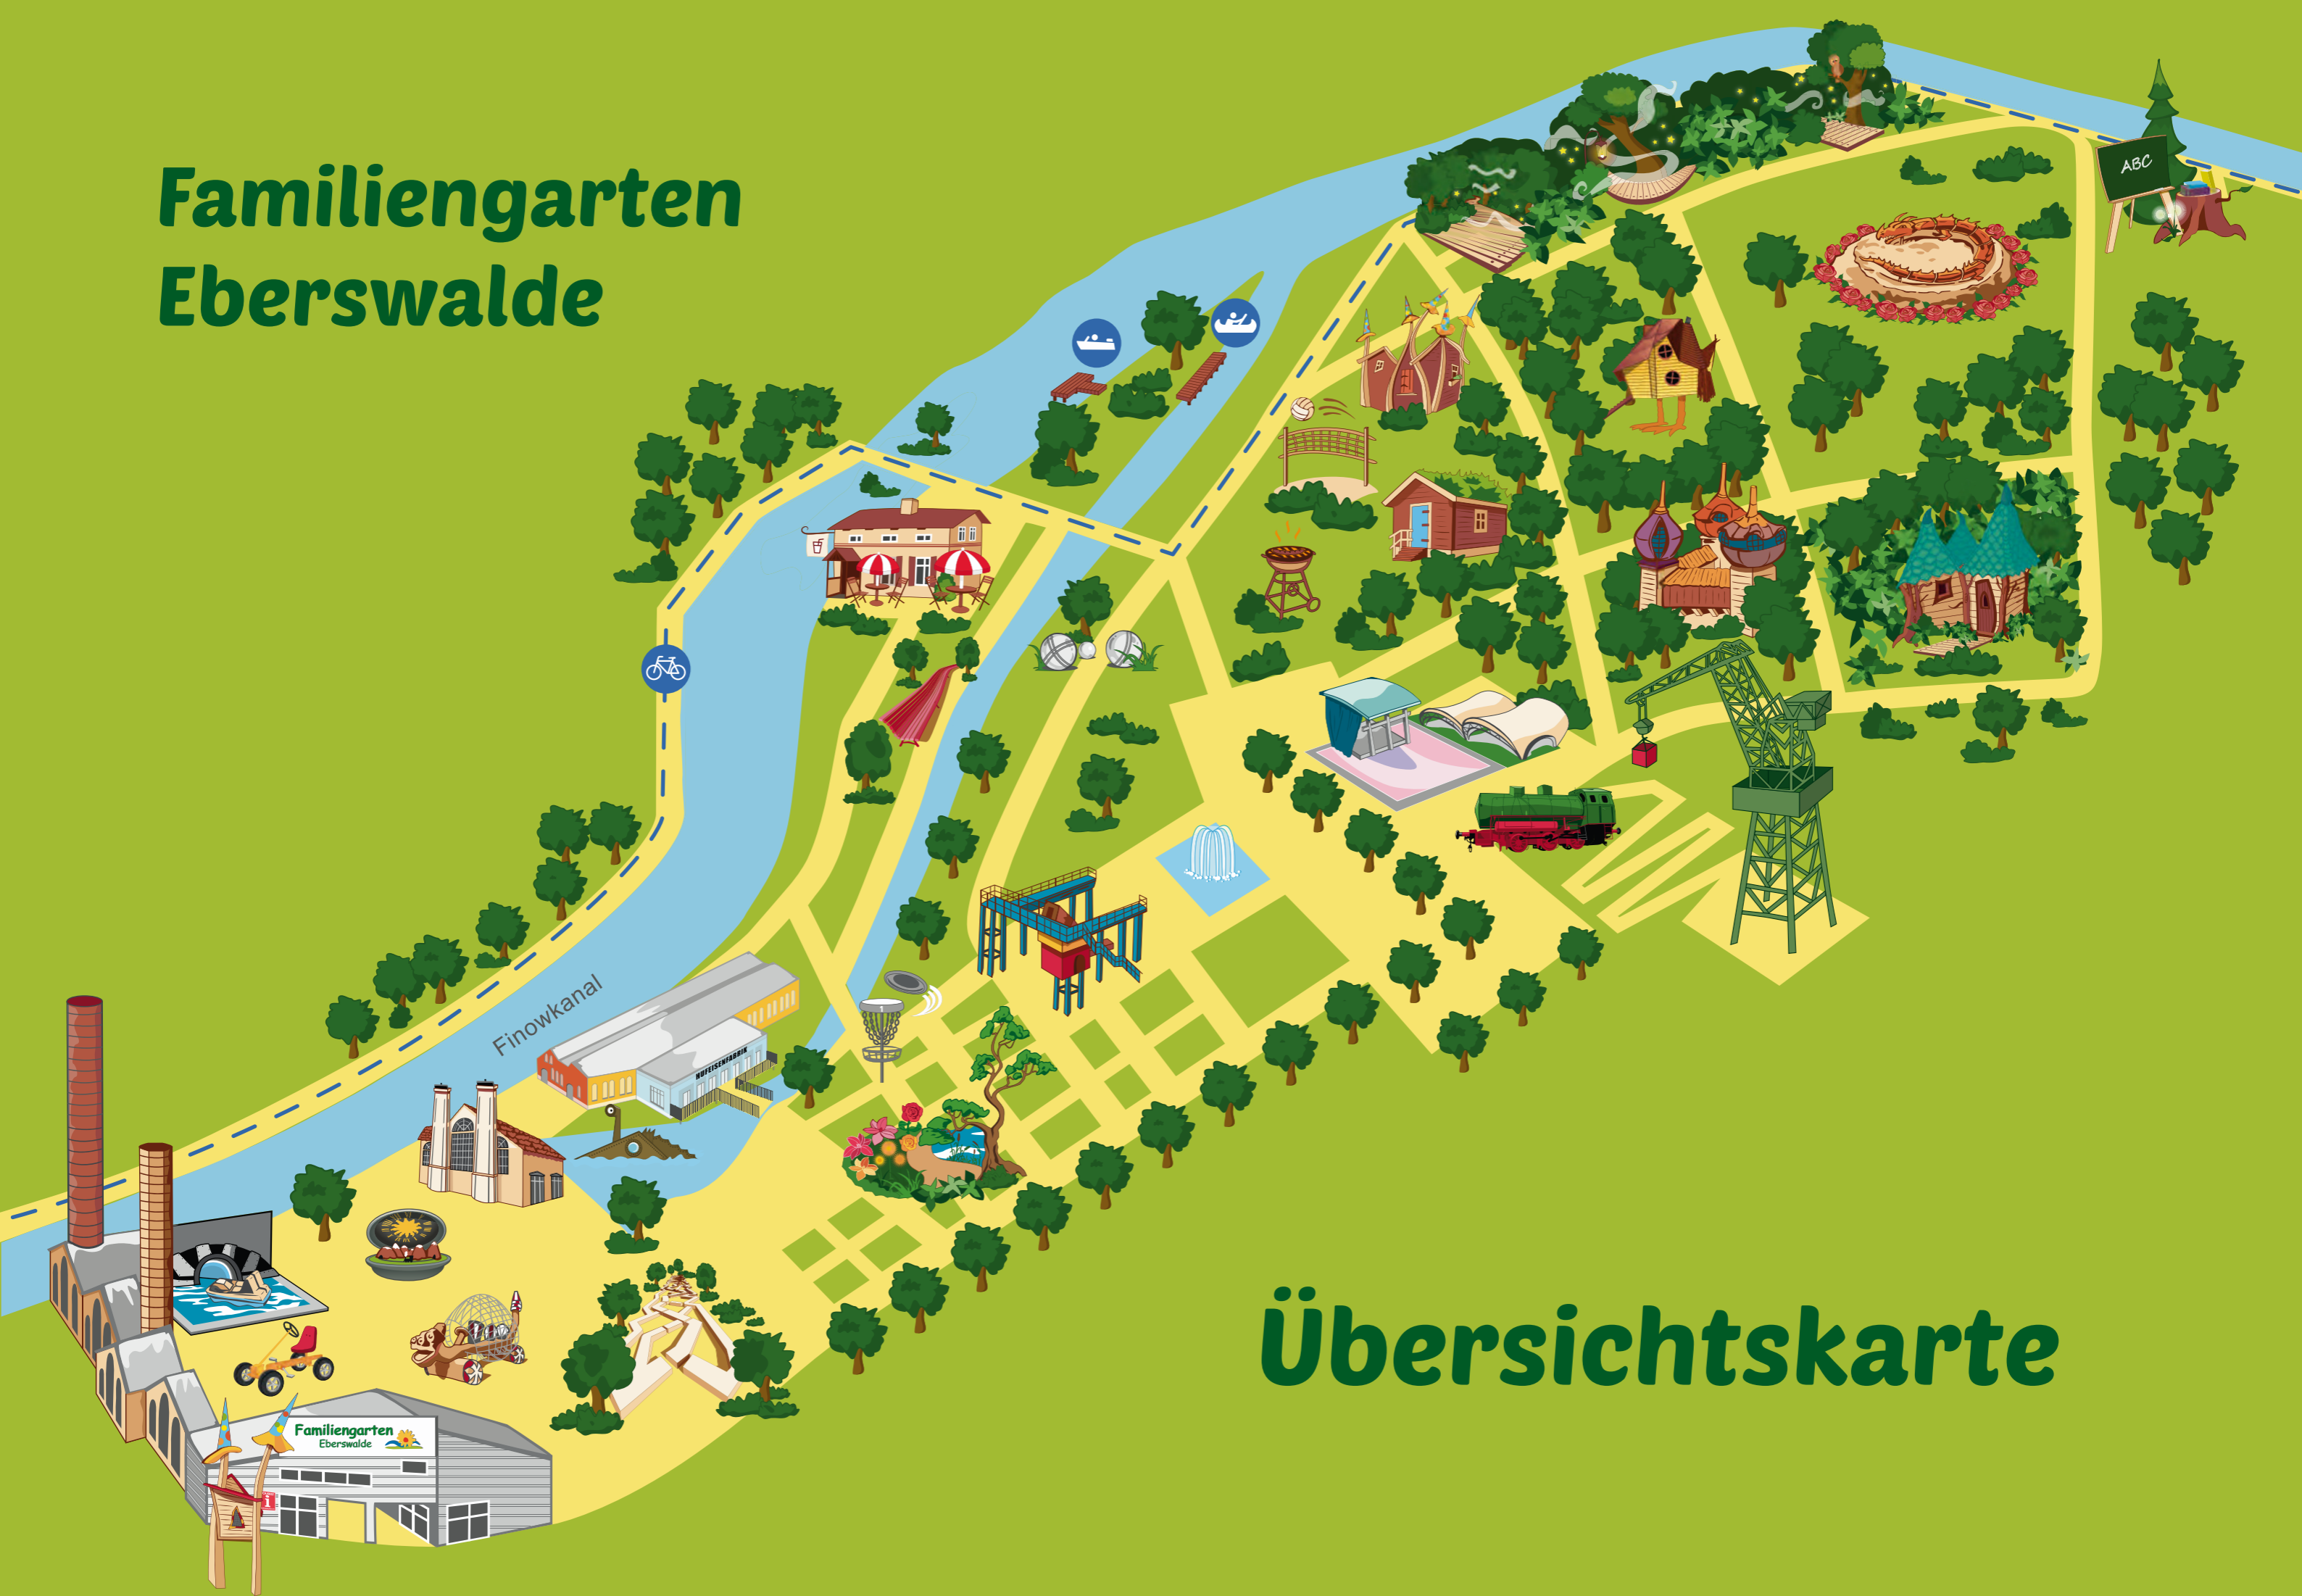 Familiengarten
Eberswalde
ABC
Finowkanal
HUFEISENFABRIK
Übersichtskarte
Familiengarten
Eberswalde
i